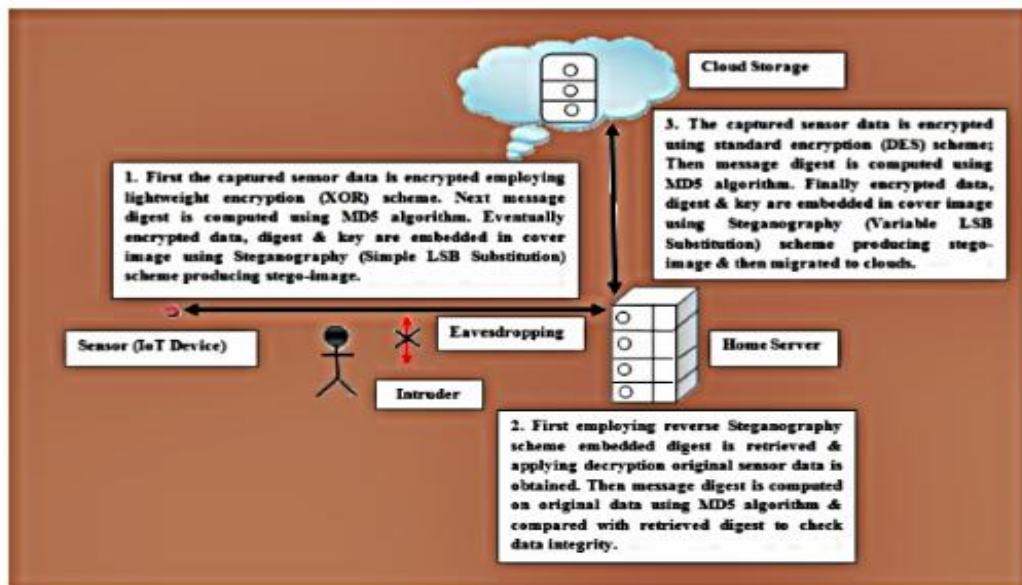 Cloud Storage
3. The captured sensor data is encrypted
using standard encryption (DES) scheme;
Then message digest is computed using
MD5 algorithm. Finally encrypted data,
digest & key are embedded in cover image
using Steganography (Variable LSB
Substitution) scheme producing stego-
image & then migrated to clouds.
1. First the captured sensor data is encrypted employing
lightweight encryption (XOR) scheme. Next message
digest is computed using MD5 algorithm. Eventually
encrypted data, digest & key are embedded in cover
image using Steganography (Simple LSB Substitution)
scheme producing stego-image.
Sensor (IoT Device)
Eavesdropping
Intruder
Home Server
2. First employing reverse Steganography
scheme embedded digest is retrieved &
applying decryption original sensor data is
obtained. Then message digest is computed
on original data using MD5 algorithm &
compared with retrieved digest to check
data integrity.